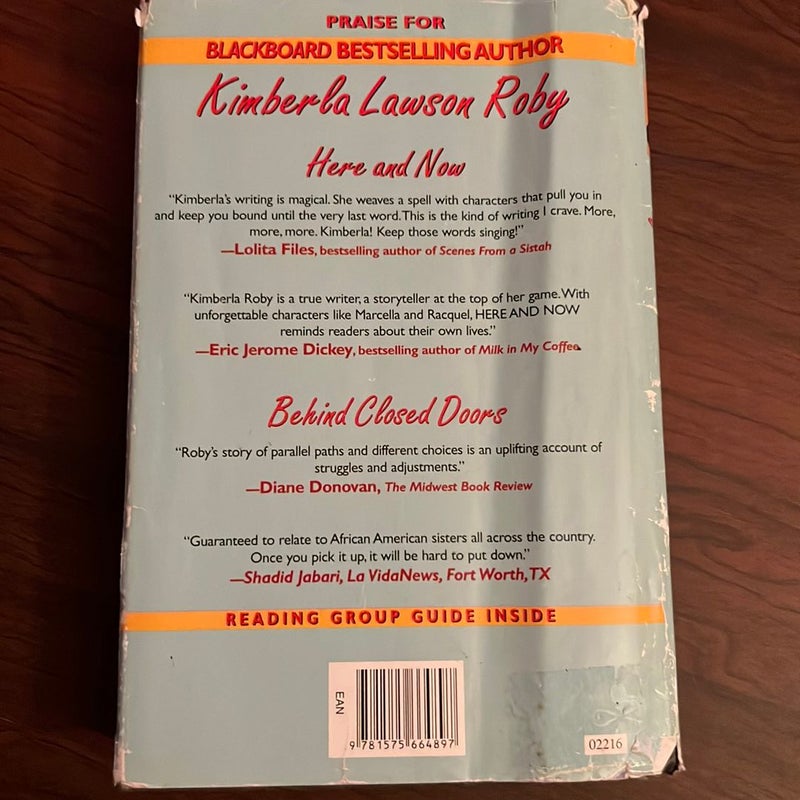 PRAISE FOR
BLACKBOARD BESTSELLING AUTHOR
Kimberla Lawson Roby
Here and Now
“Kimberla’s writing is magical. She weaves a spell with characters that pull you in
and keep you bound until the very last word. This is the kind of writing I crave. More,
more, more. Kimberla! Keep those words singing!”
—Lolita Files, bestselling author of Scenes From a Sistah
“Kimberla Roby is a true writer, a storyteller at the top of her game. With
unforgettable characters like Marcella and Racquel, HERE AND NOW
reminds readers about their own lives.”
—Eric Jerome Dickey, bestselling author of Milk in My Coffee
Behind Closed Doors
“Roby’s story of parallel paths and different choices is an uplifting account of
struggles and adjustments.”
—Diane Donovan, The Midwest Book Review
“Guaranteed to relate to African American sisters all across the country.
Once you pick it up, it will be hard to put down.”
—Shadid Jabari, La VidaNews, Fort Worth, TX
READING GROUP GUIDE INSIDE
EAN
9 781575 664897
02216